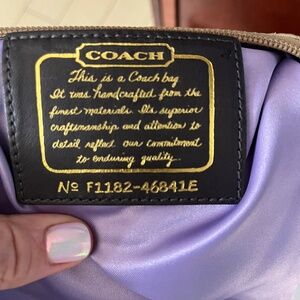 COACH
This is a Coach bag
It was handcrafted from the
finest materials. Its superior
craftsmanship and attention to
detail reflect our commitment
to enduring quality.
No F1182-46841E